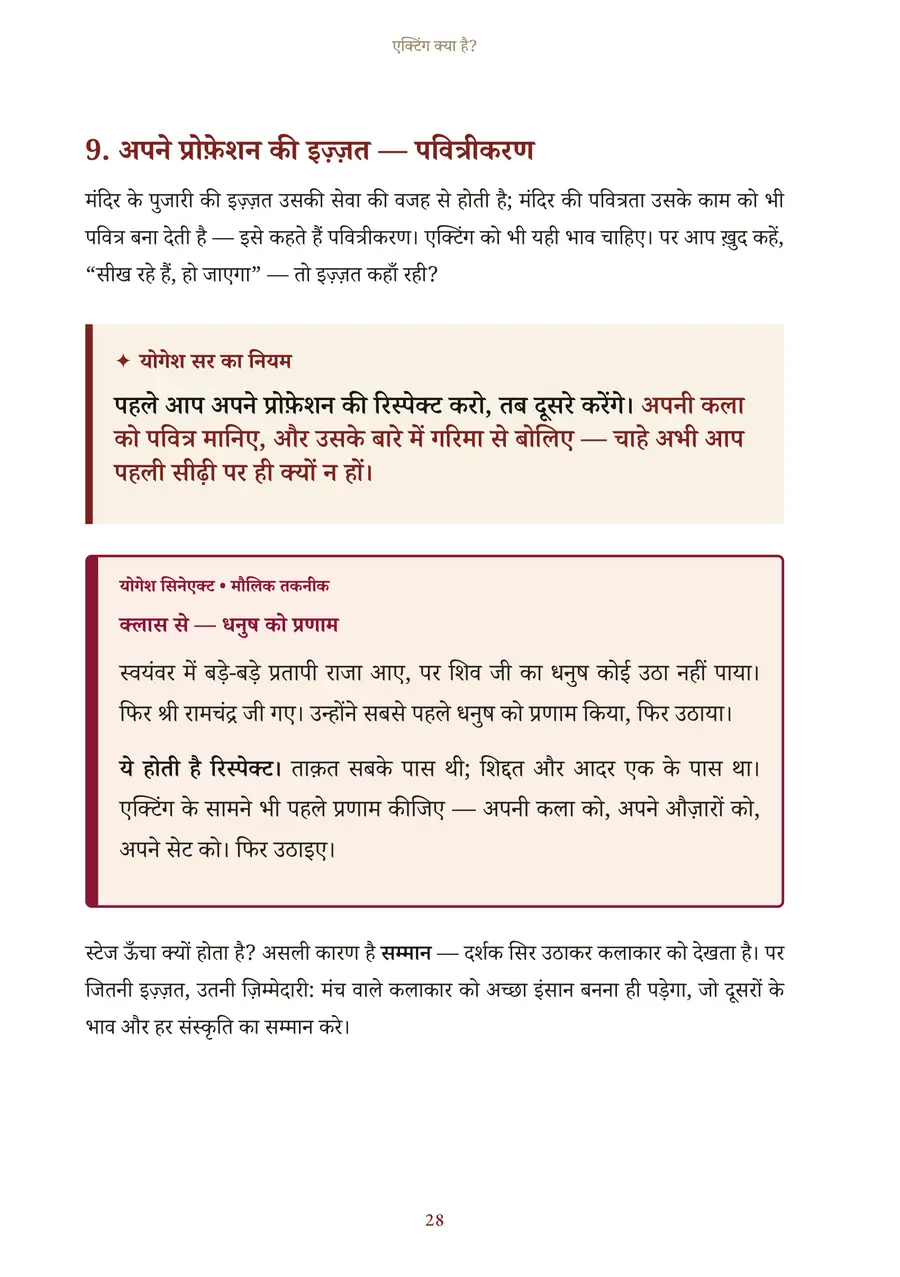 एक्टिंग क्या है?
9. अपने प्रोफ़ेशन की इज़्ज़त — पवित्रीकरण
मंदिर के पुजारी की इज़्ज़त उसकी सेवा की वजह से होती है; मंदिर की पवित्रता उसके काम को भी
पवित्र बना देती है — इसे कहते हैं पवित्रीकरण। एक्टिंग को भी यही भाव चाहिए। पर आप ख़ुद कहें,
“सीख रहे हैं, हो जाएगा” — तो इज़्ज़त कहाँ रही?
✦ योगेश सर का नियम
पहले आप अपने प्रोफ़ेशन की रिस्पेक्ट करो, तब दूसरे करेंगे। अपनी कला
को पवित्र मानिए, और उसके बारे में गरिमा से बोलिए — चाहे अभी आप
पहली सीढ़ी पर ही क्यों न हों।
योगेश सिनेएक्ट • मौलिक तकनीक
क्लास से — धनुष को प्रणाम
स्वयंवर में बड़े-बड़े प्रतापी राजा आए, पर शिव जी का धनुष कोई उठा नहीं पाया।
फिर श्री रामचंद्र जी गए। उन्होंने सबसे पहले धनुष को प्रणाम किया, फिर उठाया।
ये होती है रिस्पेक्ट। ताक़त सबके पास थी; शिद्दत और आदर एक के पास था।
एक्टिंग के सामने भी पहले प्रणाम कीजिए — अपनी कला को, अपने औज़ारों को,
अपने सेट को। फिर उठाइए।
स्टेज ऊँचा क्यों होता है? असली कारण है सम्मान — दर्शक सिर उठाकर कलाकार को देखता है। पर
जितनी इज़्ज़त, उतनी ज़िम्मेदारी: मंच वाले कलाकार को अच्छा इंसान बनना ही पड़ेगा, जो दूसरों के
भाव और हर संस्कृति का सम्मान करे।
28